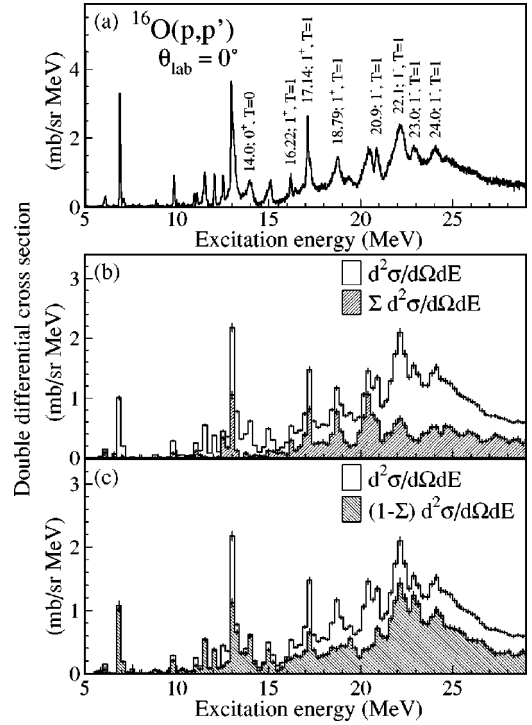 Double differential cross section
(mb/sr MeV)
(a)
¹⁶O(p,p')
θlab = 0°
14.0; 0⁺, T=0
16.22; 1⁺, T=1
17.14; 1⁺, T=1
18.79; 1⁺, T=1
20.9; 1⁻, T=1
22.1; 1⁻, T=1
23.0; 1⁻, T=1
24.0; 1⁻, T=1
4
2
0
5 10 15 20 25
Excitation energy (MeV)
(mb/sr MeV)
(b)
d²σ/dΩdE
Σ d²σ/dΩdE
3
2
1
0
(mb/sr MeV)
(c)
d²σ/dΩdE
(1-Σ) d²σ/dΩdE
3
2
1
0
5 10 15 20 25
Excitation energy (MeV)